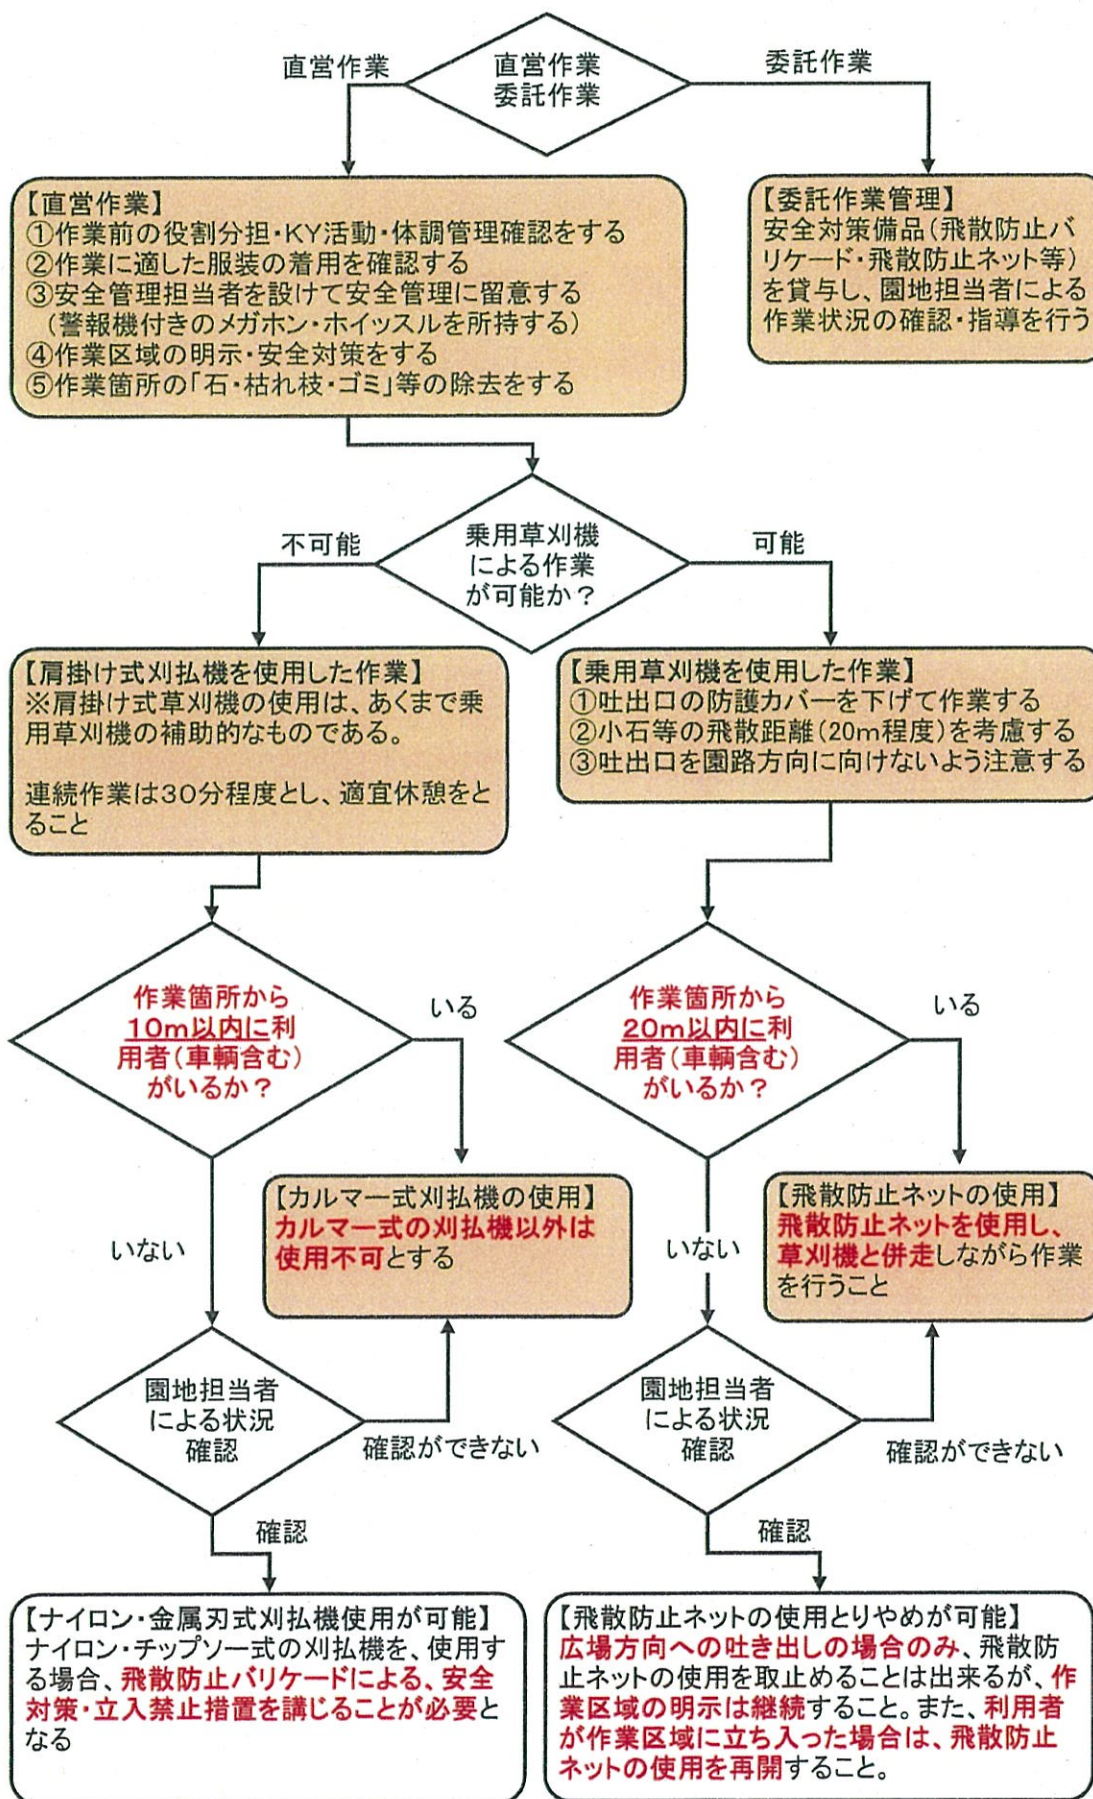 直営作業
直営作業
委託作業
委託作業
【直営作業】
①作業前の役割分担・KY活動・体調管理確認をする
②作業に適した服装の着用を確認する
③安全管理担当者を設けて安全管理に留意する
（警報機付きのメガホン・ホイッスルを所持する）
④作業区域の明示・安全対策をする
⑤作業箇所の「石・枯れ枝・ゴミ」等の除去をする
【委託作業管理】
安全対策備品（飛散防止バ
リケード・飛散防止ネット等）
を貸与し、園地担当者による
作業状況の確認・指導を行う
不可能
乗用草刈機
による作業
が可能か？
可能
【肩掛け式刈払機を使用した作業】
※肩掛け式草刈機の使用は、あくまで乗
用草刈機の補助的なものである。
連続作業は30分程度とし、適宜休憩をと
ること
【乗用草刈機を使用した作業】
①吐出口の防護カバーを下げて作業する
②小石等の飛散距離（20m程度）を考慮する
③吐出口を園路方向に向けないよう注意する
作業箇所から
10m以内に利
用者（車輌含む）
がいるか？
いる
作業箇所から
20m以内に利
用者（車輌含む）
がいるか？
いる
いない
【カルマー式刈払機の使用】
カルマー式の刈払機以外は
使用不可とする
いない
【飛散防止ネットの使用】
飛散防止ネットを使用し、
草刈機と併走しながら作業
を行うこと
園地担当者
による状況
確認
確認ができない
園地担当者
による状況
確認
確認ができない
確認
確認
【ナイロン・金属刃式刈払機使用が可能】
ナイロン・チップソー式の刈払機を、使用す
る場合、飛散防止バリケードによる、安全
対策・立入禁止措置を講じることが必要と
なる
【飛散防止ネットの使用とりやめが可能】
広場方向への吐き出しの場合のみ、飛散防
止ネットの使用を取止めることは出来るが、作
業区域の明示は継続すること。また、利用者
が作業区域に立ち入った場合は、飛散防止
ネットの使用を再開すること。